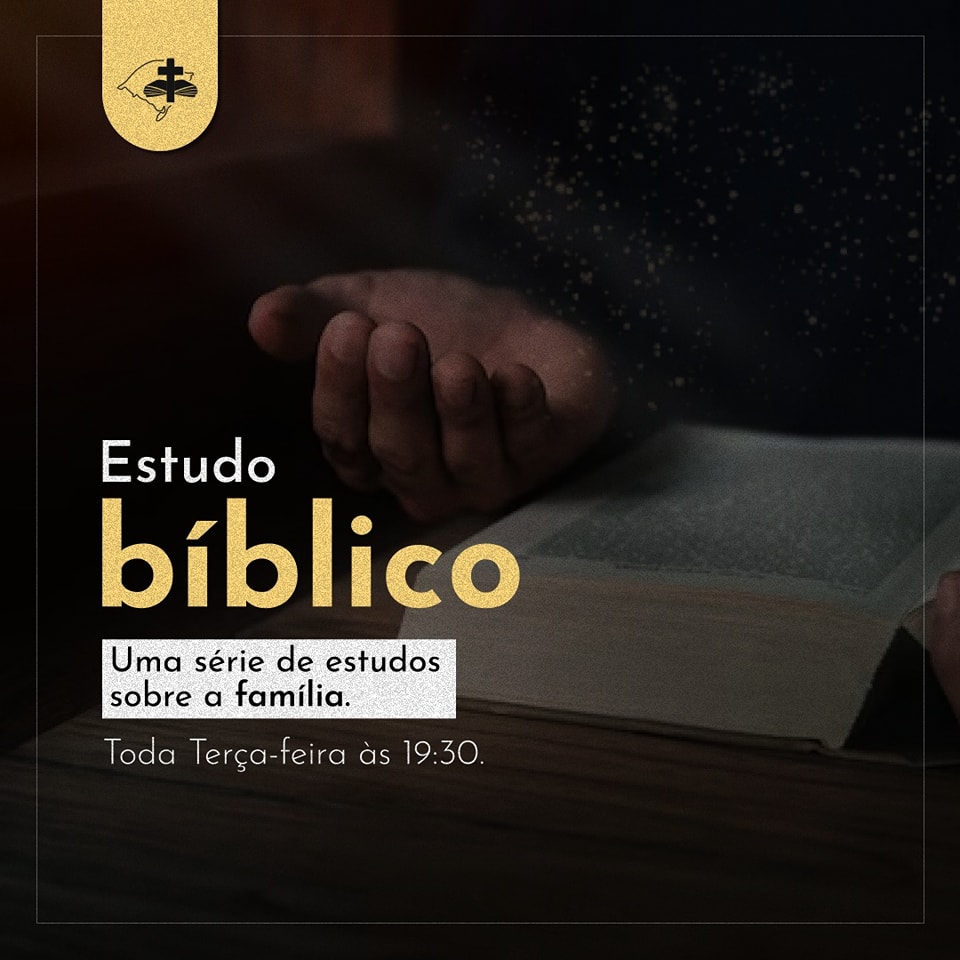 Estudo
bíblico
Uma série de estudos
sobre a família.
Toda Terça-feira às 19:30.